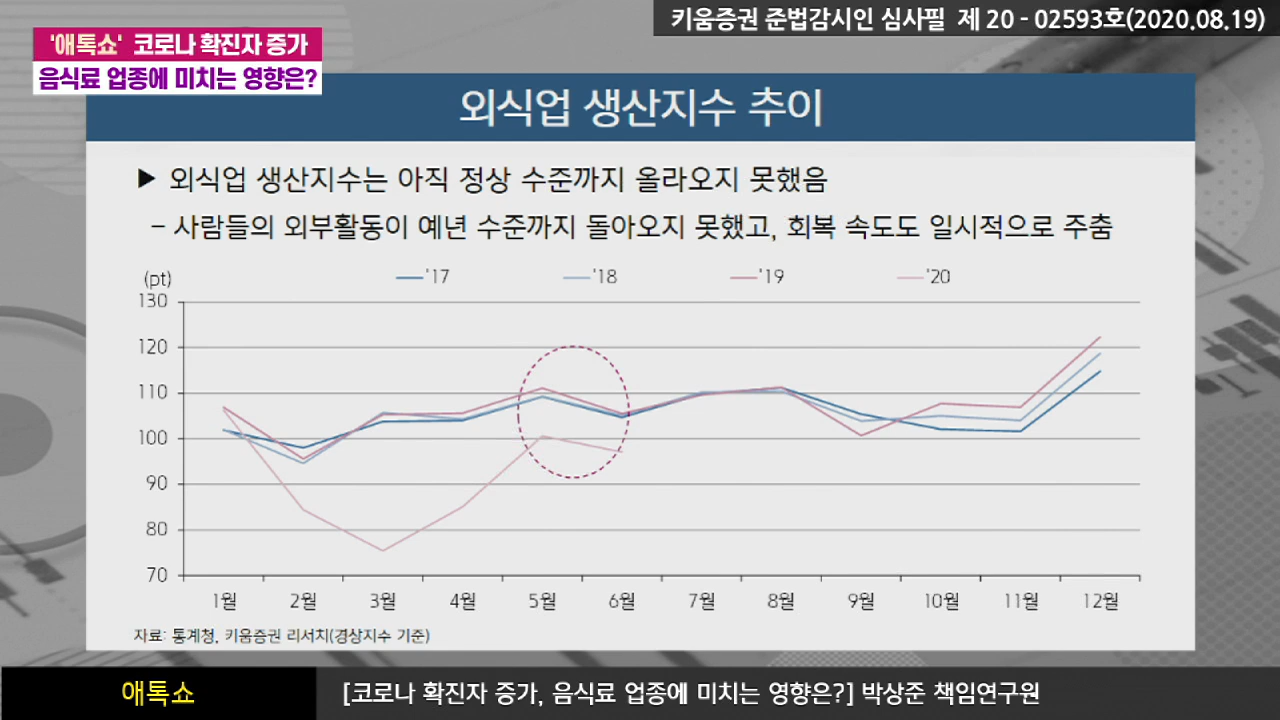 키움증권 준법감시인 심사필 제 20 - 02593호(2020.08.19)
'애톡쇼' 코로나 확진자 증가
음식료 업종에 미치는 영향은?
외식업 생산지수 추이
▶ 외식업 생산지수는 아직 정상 수준까지 올라오지 못했음
- 사람들의 외부활동이 예년 수준까지 돌아오지 못했고, 회복 속도도 일시적으로 주춤
(pt)
'17 '18 '19 '20
130
120
110
100
90
80
70
1월 2월 3월 4월 5월 6월 7월 8월 9월 10월 11월 12월
자료: 통계청, 키움증권 리서치(경상지수 기준)
애톡쇼
[코로나 확진자 증가, 음식료 업종에 미치는 영향은?] 박상준 책임연구원